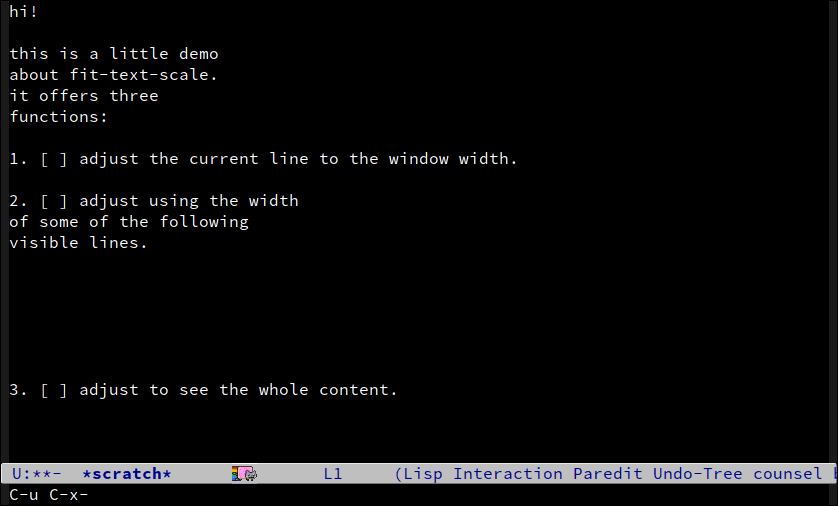 hi!
this is a little demo
about fit-text-scale.
it offers three
functions:
1. [ ] adjust the current line to the window width.
2. [ ] adjust using the width
of some of the following
visible lines.
3. [ ] adjust to see the whole content.
U:**-  *scratch*  L1  (Lisp Interaction Paredit Undo-Tree counsel
C-u C-x-